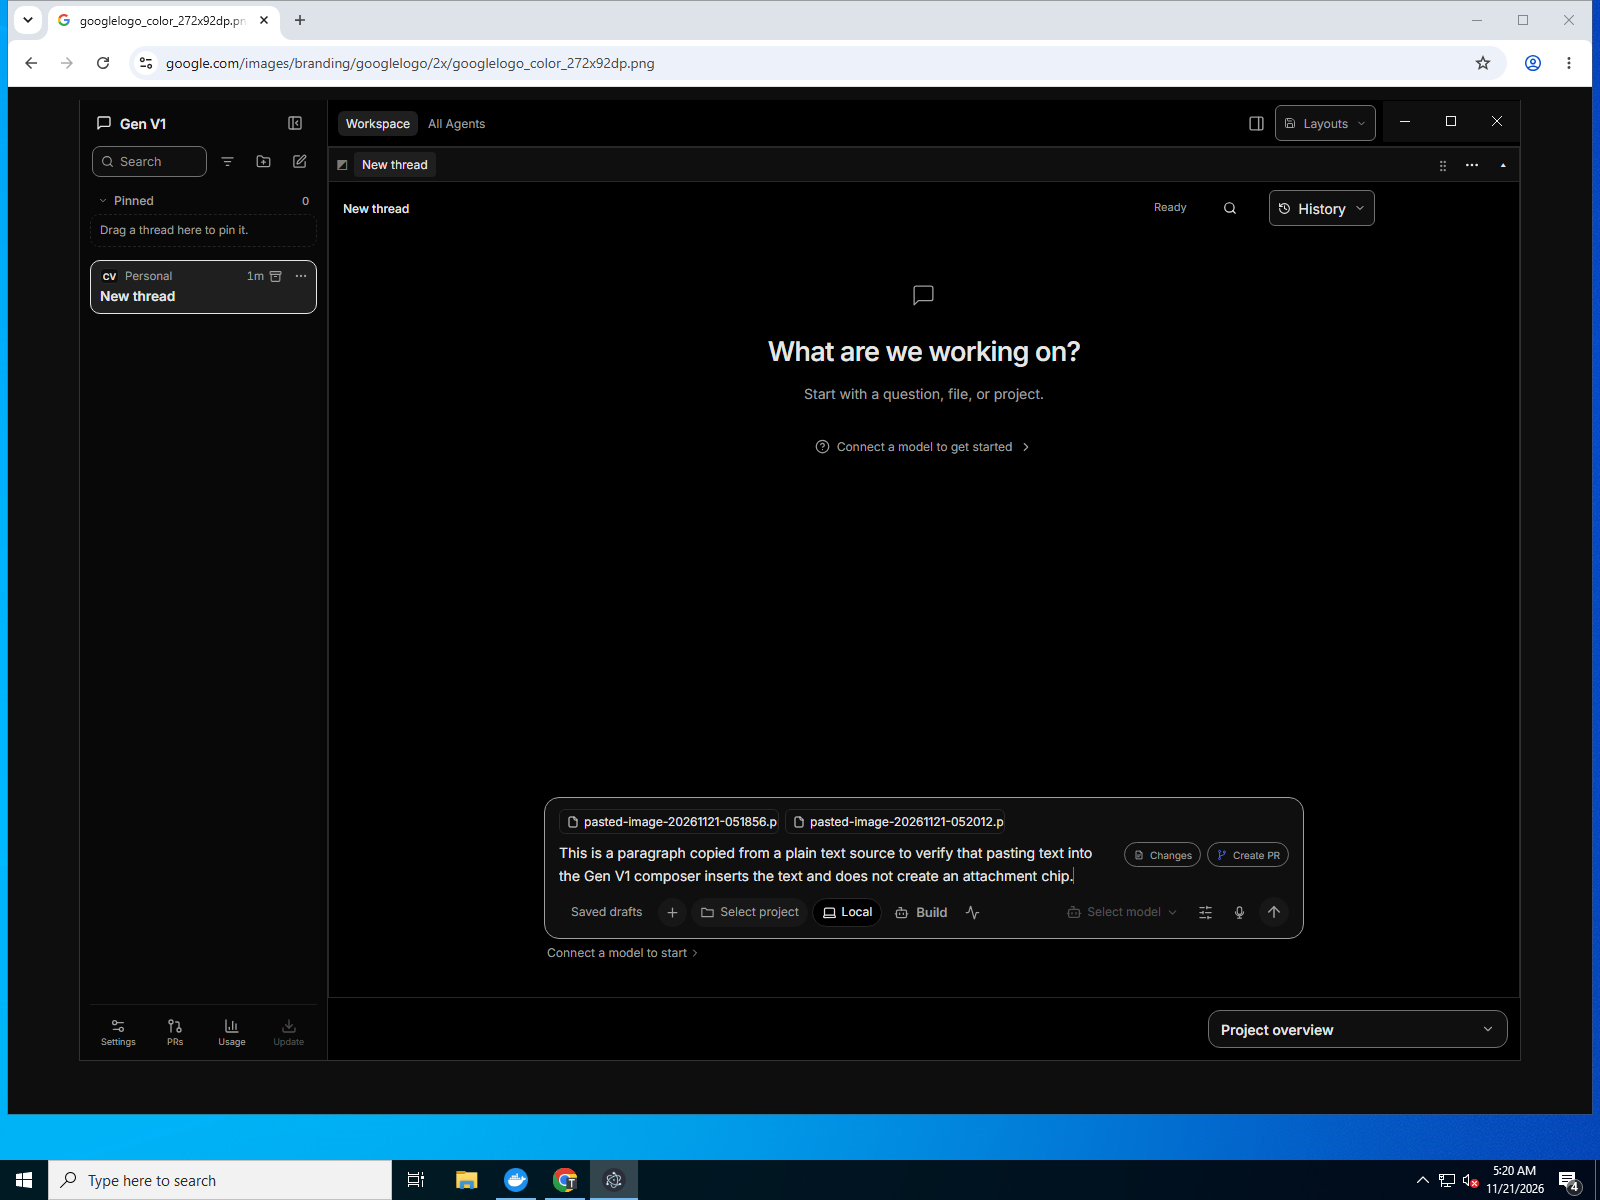 googlelogo_color_272x92dp.pn
google.com/images/branding/googlelogo/2x/googlelogo_color_272x92dp.png
Gen V1
Workspace
All Agents
Layouts
Search
New thread
Pinned
0
Drag a thread here to pin it.
New thread
Ready
History
CV
Personal
1m
New thread
What are we working on?
Start with a question, file, or project.
Connect a model to get started
pasted-image-20261121-051856.p
pasted-image-20261121-052012.p
This is a paragraph copied from a plain text source to verify that pasting text into
the Gen V1 composer inserts the text and does not create an attachment chip.
Changes
Create PR
Saved drafts
Select project
Local
Build
Select model
Connect a model to start
Settings
PRs
Usage
Update
Project overview
Type here to search
5:20 AM
11/21/2026
4